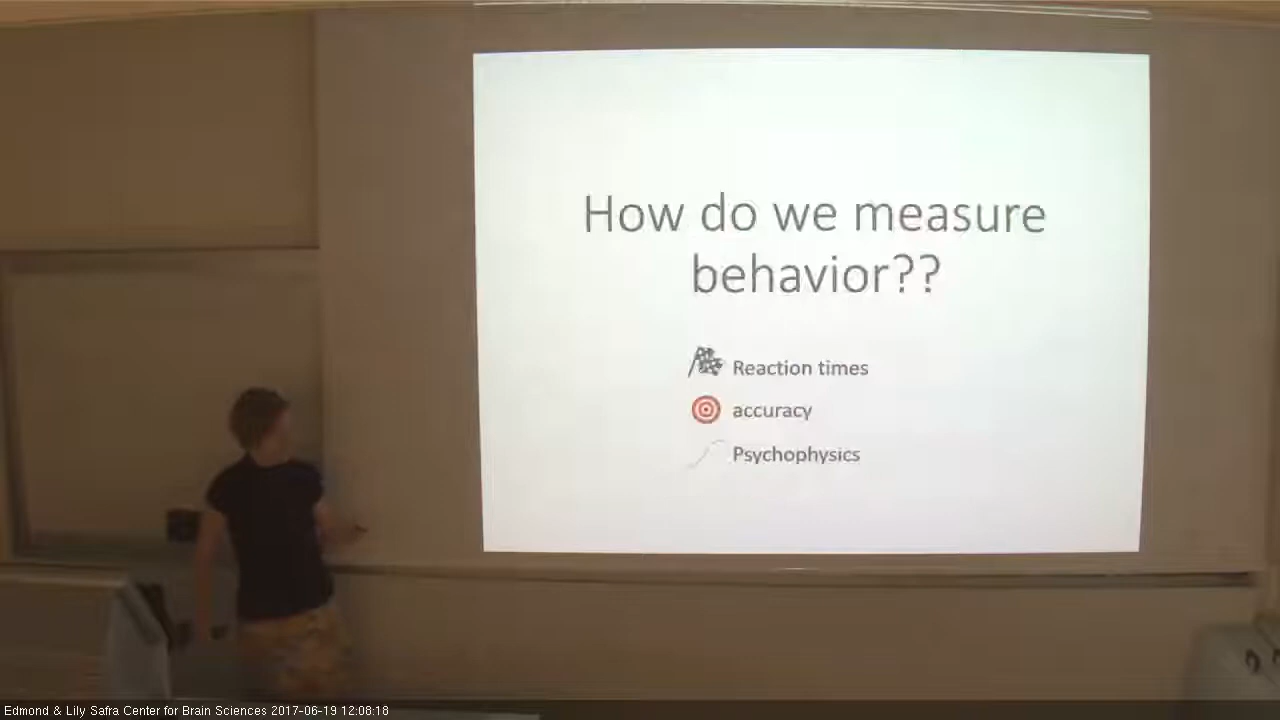 How do we measure
behavior??
Reaction times
accuracy
Psychophysics
Edmond & Lily Safra Center for Brain Sciences 2017-06-19 12:08:18